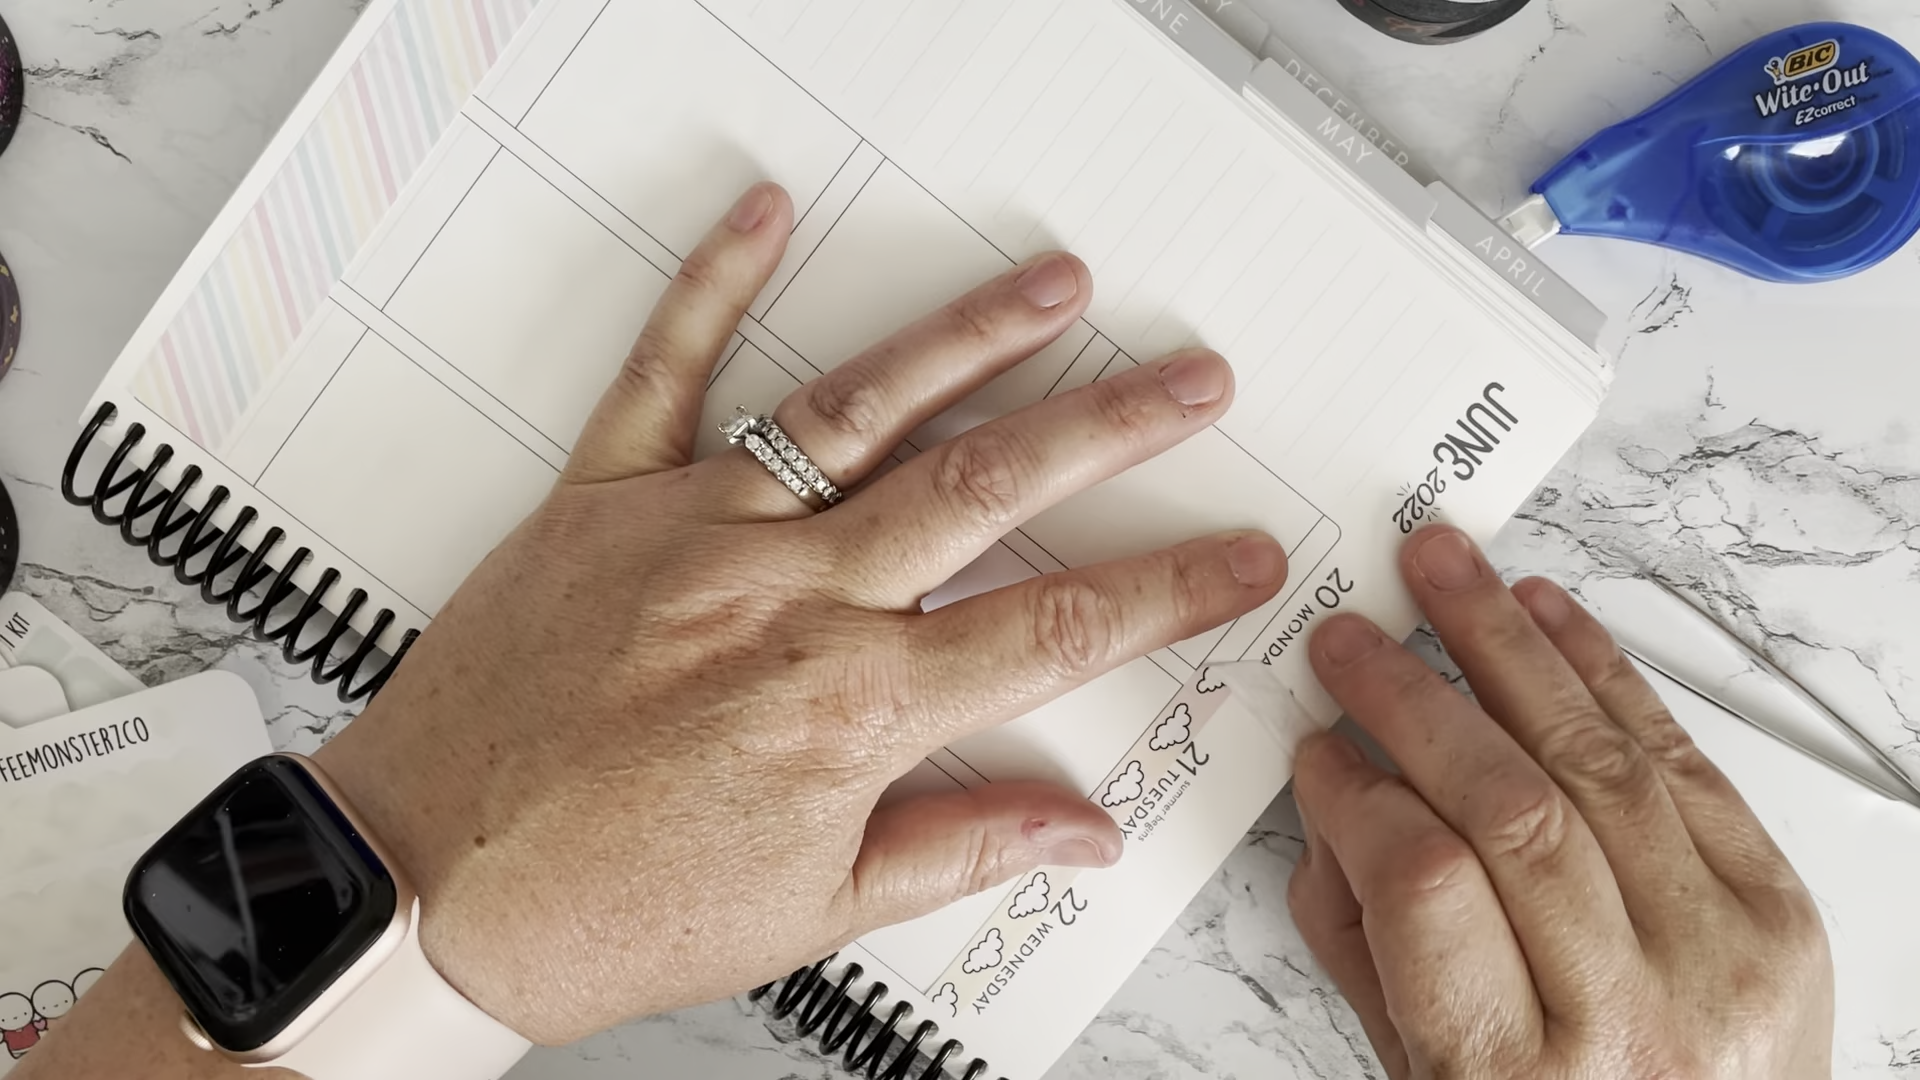 JUNE
DECEMBER
MAY
APRIL
BIC
Wite·Out
EZcorrect
JUNE 2022
20 MONDA
21 TUESDAY
summer begins
22 WEDNESDAY
KIT
FEEMONSTERZCO